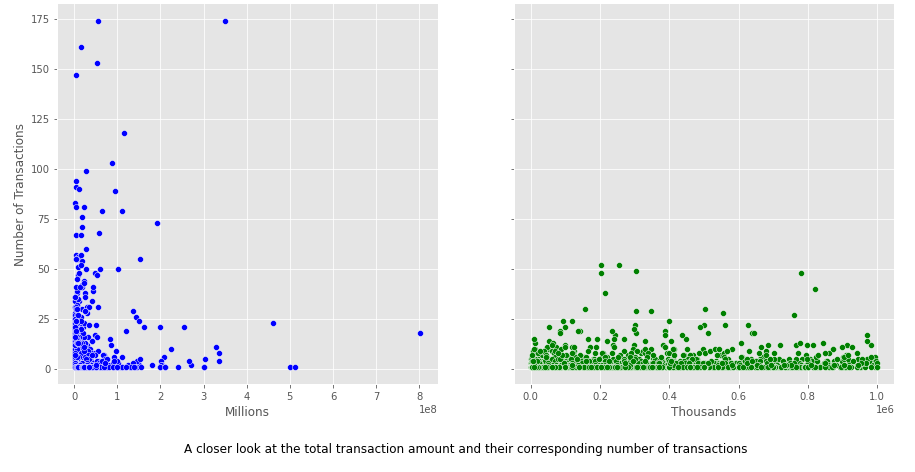 175
150
125
100
75
50
25
0
Number of Transactions
0 1 2 3 4 5 6 7 8
1e8
Millions
0.0 0.2 0.4 0.6 0.8 1.0
1e6
Thousands
A closer look at the total transaction amount and their corresponding number of transactions